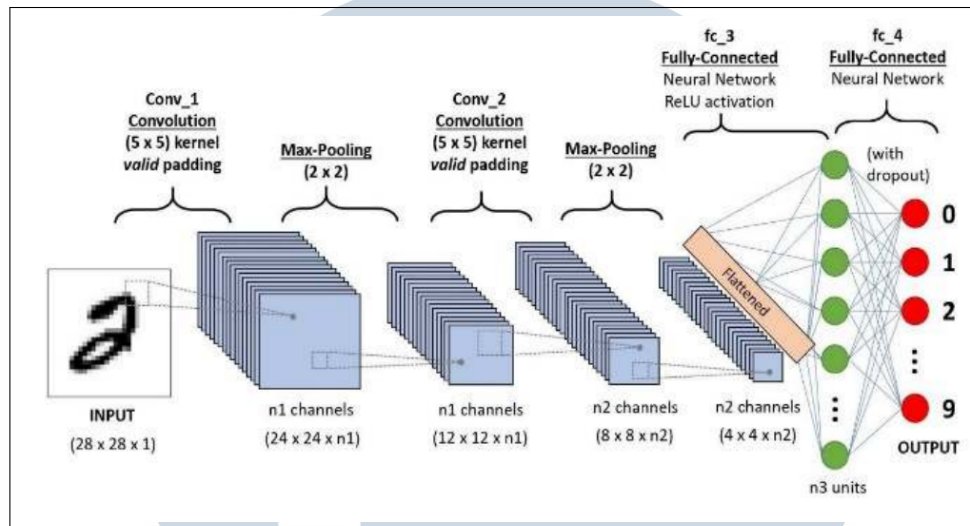 fc_3
Fully-Connected
Neural Network
ReLU activation
fc_4
Fully-Connected
Neural Network
Conv_1
Convolution
(5 x 5) kernel
valid padding
Max-Pooling
(2 x 2)
Conv_2
Convolution
(5 x 5) kernel
valid padding
Max-Pooling
(2 x 2)
(with
dropout)
Flattened
0
1
2
9
INPUT
(28 x 28 x 1)
n1 channels
(24 x 24 x n1)
n1 channels
(12 x 12 x n1)
n2 channels
(8 x 8 x n2)
n2 channels
(4 x 4 x n2)
OUTPUT
n3 units